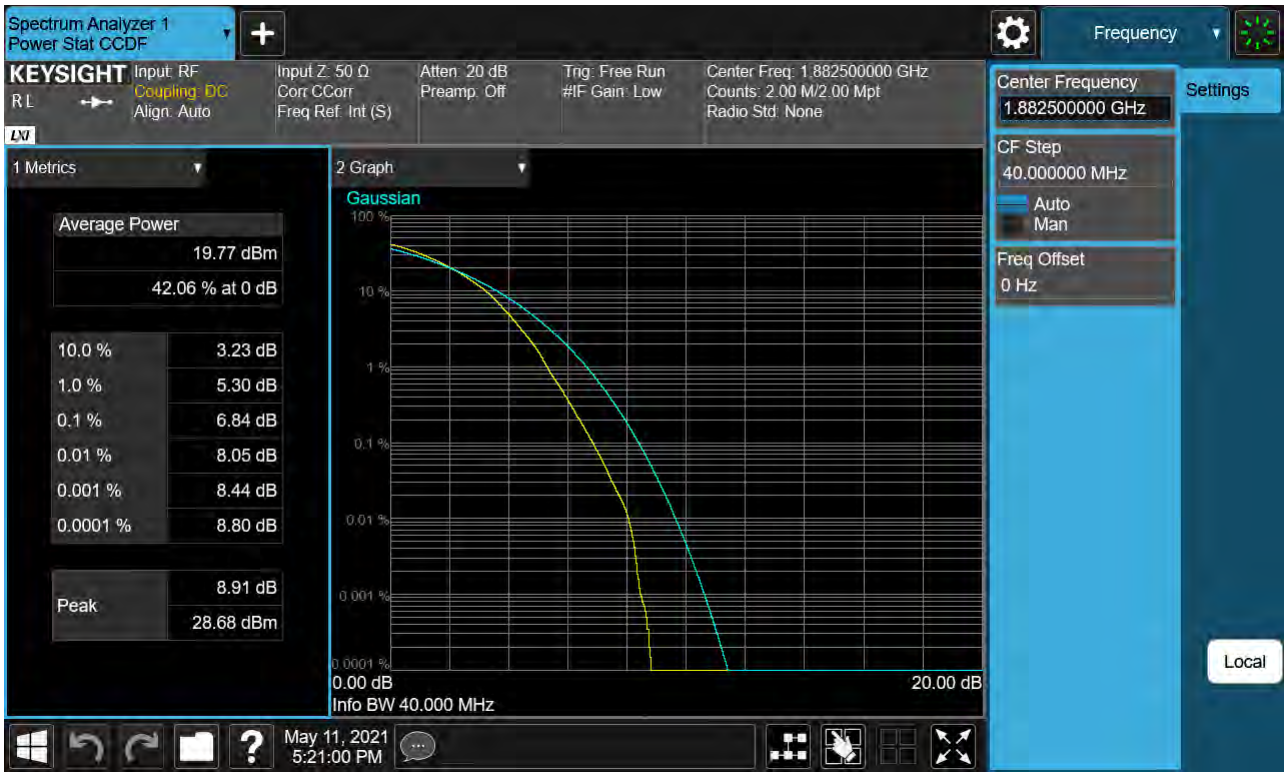 Spectrum Analyzer 1
Power Stat CCDF
+
Frequency
KEYSIGHT
RL
LXI
Input: RF
Coupling: DC
Align: Auto
Input Z: 50 Ω
Corr CCorr
Freq Ref: Int (S)
Atten: 20 dB
Preamp: Off
Trig: Free Run
#IF Gain: Low
Center Freq: 1.882500000 GHz
Counts: 2.00 M/2.00 Mpt
Radio Std: None
Center Frequency
1.882500000 GHz
Settings
CF Step
40.000000 MHz
Auto
Man
Freq Offset
0 Hz
1 Metrics
Average Power
19.77 dBm
42.06 % at 0 dB
10.0 % 3.23 dB
1.0 % 5.30 dB
0.1 % 6.84 dB
0.01 % 8.05 dB
0.001 % 8.44 dB
0.0001 % 8.80 dB
Peak
8.91 dB
28.68 dBm
2 Graph
Gaussian
100 %
10 %
1 %
0.1 %
0.01 %
0.001 %
0.0001 %
0.00 dB 20.00 dB
Info BW 40.000 MHz
Local
?
May 11, 2021
5:21:00 PM